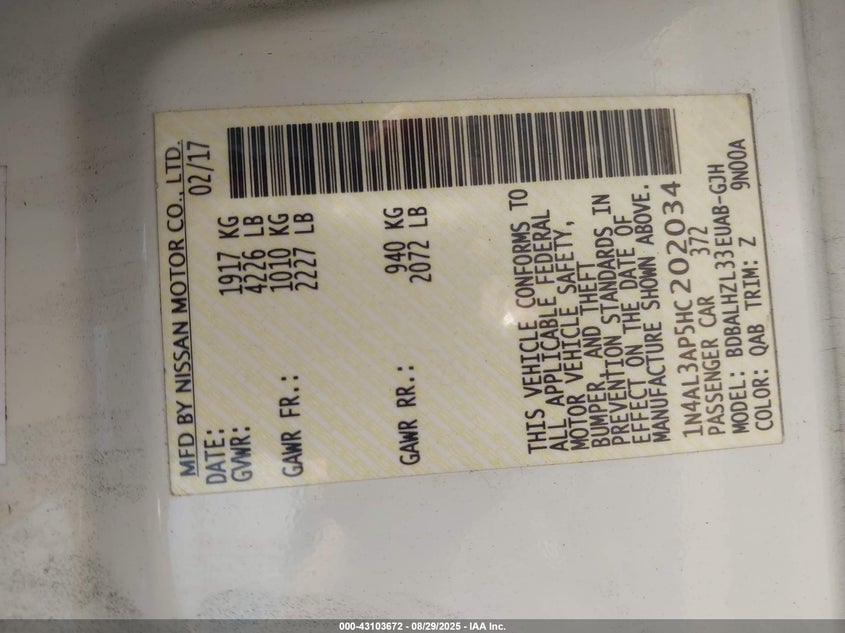 MFD BY NISSAN MOTOR CO., LTD.
DATE: 02/17
GVWR: 1917 KG
4226 LB
GAWR FR.: 1010 KG
2227 LB
GAWR RR.: 940 KG
2072 LB
THIS VEHICLE CONFORMS TO
ALL APPLICABLE FEDERAL
MOTOR VEHICLE SAFETY,
BUMPER, AND THEFT
PREVENTION STANDARDS IN
EFFECT ON THE DATE OF
MANUFACTURE SHOWN ABOVE.
1N4AL3AP5HC202034
PASSENGER CAR 372
MODEL: BDBALHZL33EUAB-GJH
COLOR: QAB TRIM: Z 9N00A
000-43103672 - 08/29/2025 - IAA Inc.